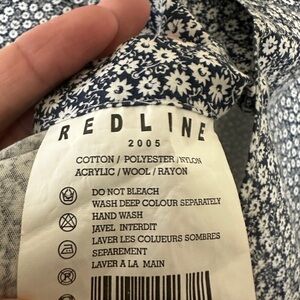 REDLINE
2005
COTTON / POLYESTER / NYLON
ACRYLIC / WOOL / RAYON
DO NOT BLEACH
WASH DEEP COLOUR SEPARATELY
HAND WASH
JAVEL INTERDIT
LAVER LES COLUEURS SOMBRES
SEPAREMENT
LAVER A LA MAIN